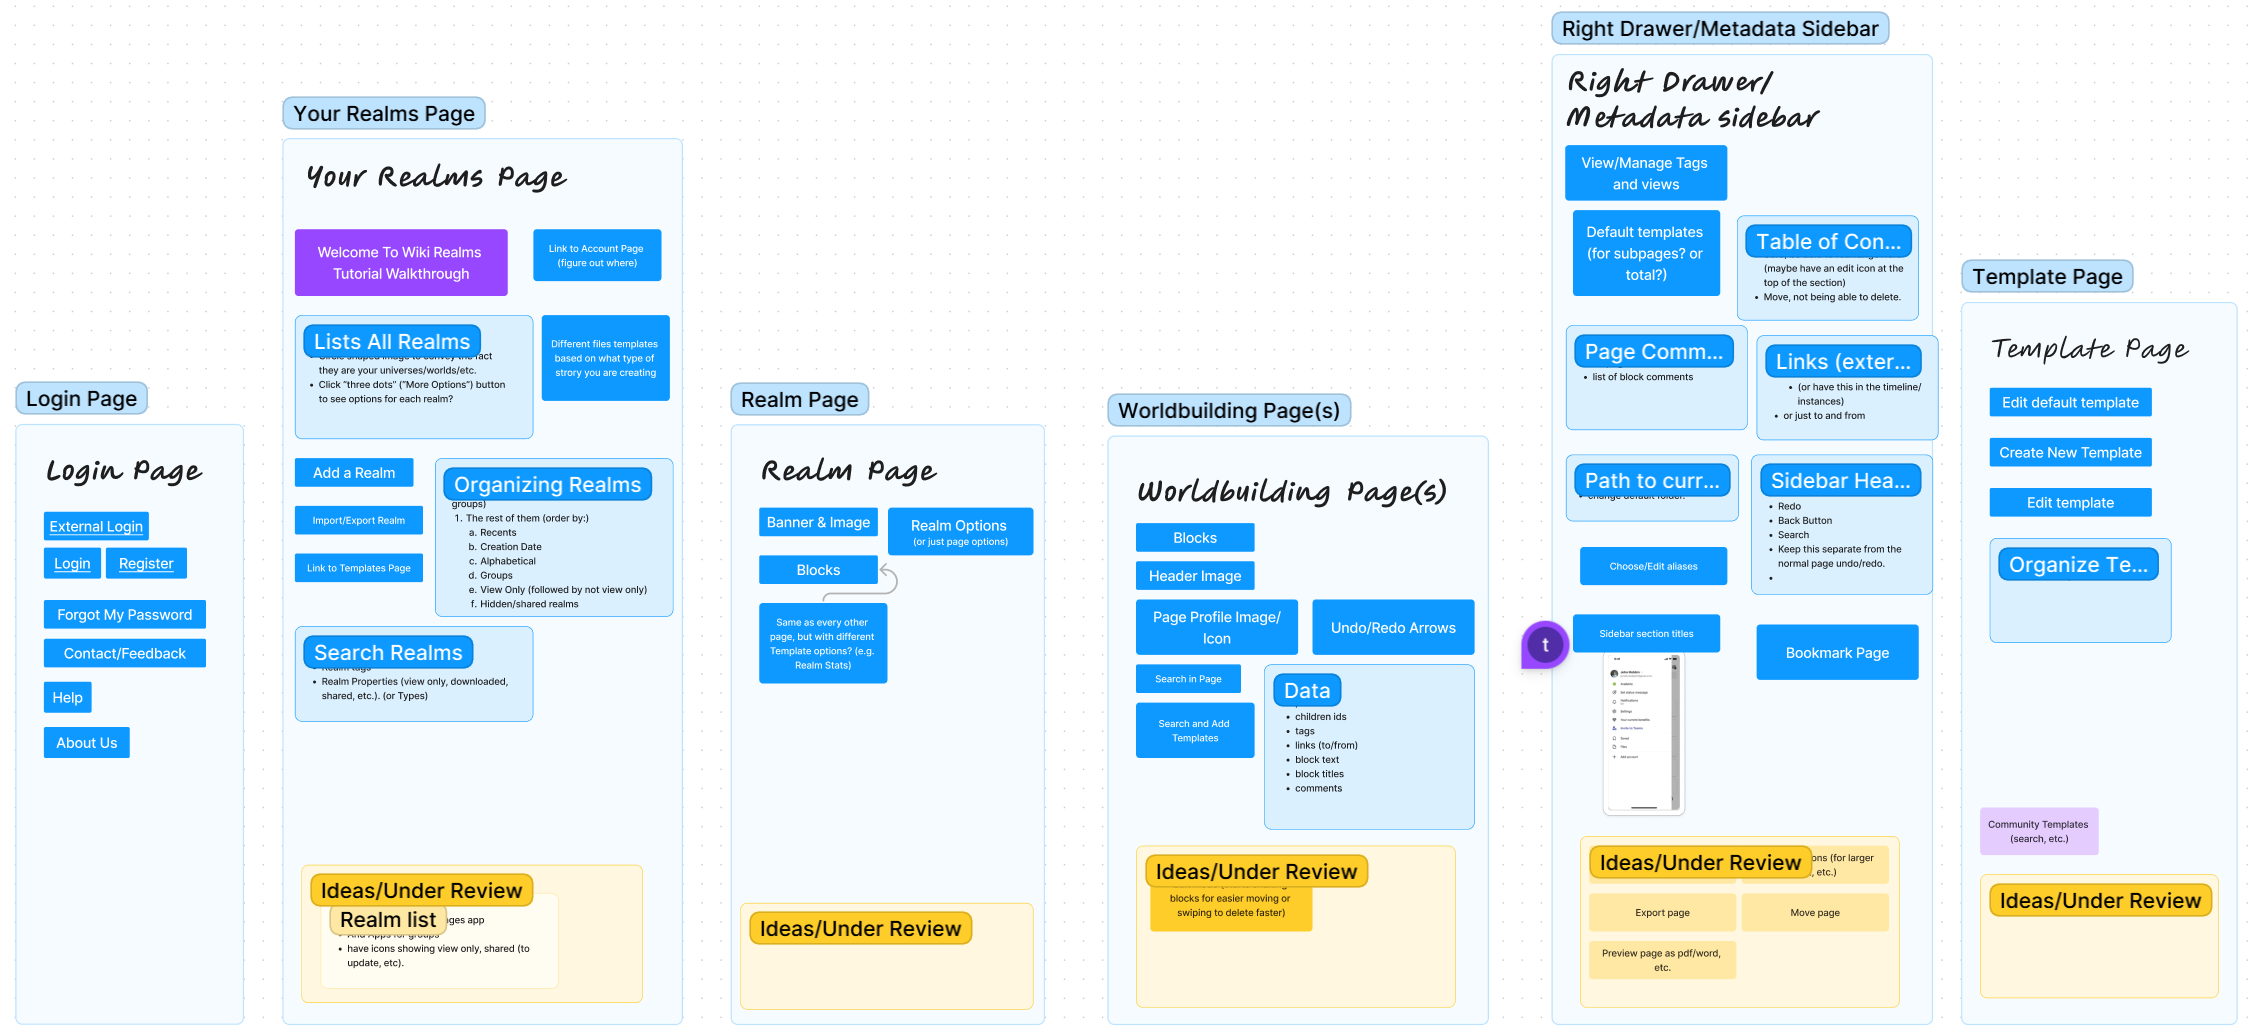 Login Page
Login Page
External Login
Login
Register
Forgot My Password
Contact/Feedback
Help
About Us
Your Realms Page
Your Realms Page
Welcome To Wiki Realms
Tutorial Walkthrough
Link to Account Page
(figure out where)
Lists All Realms
they are your universes/worlds/etc.
• Click "three dots" ("More Options") button
to see options for each realm?
Different files templates
based on what type of
strory you are creating
Add a Realm
Import/Export Realm
Link to Templates Page
Organizing Realms
groups)
1. The rest of them (order by:)
a. Recents
b. Creation Date
c. Alphabetical
d. Groups
e. View Only (followed by not view only)
f. Hidden/shared realms
Search Realms
• Realm Properties (view only, downloaded,
shared, etc.). (or Types)
Ideas/Under Review
Realm list
app
• have icons showing view only, shared (to
update, etc).
Realm Page
Realm Page
Banner & Image
Realm Options
(or just page options)
Blocks
Same as every other
page, but with different
Template options? (e.g.
Realm Stats)
Ideas/Under Review
Worldbuilding Page(s)
Worldbuilding Page(s)
Blocks
Header Image
Page Profile Image/
Icon
Undo/Redo Arrows
Search in Page
Search and Add
Templates
Data
• children ids
• tags
• links (to/from)
• block text
• block titles
• comments
Ideas/Under Review
blocks for easier moving or
swiping to delete faster)
Right Drawer/Metadata Sidebar
Right Drawer/
Metadata sidebar
View/Manage Tags
and views
Default templates
(for subpages? or
total?)
Table of Con...
(maybe have an edit icon at the
top of the section)
• Move, not being able to delete.
Page Comm...
• list of block comments
Links (exter...
• (or have this in the timeline/
instances)
• or just to and from
Path to curr...
• change default folder.
Sidebar Hea...
• Redo
• Back Button
• Search
• Keep this separate from the
normal page undo/redo.
•
Choose/Edit aliases
t
Sidebar section titles
Bookmark Page
Ideas/Under Review
(for larger
etc.)
Export page
Move page
Preview page as pdf/word,
etc.
Template Page
Template Page
Edit default template
Create New Template
Edit template
Organize Te...
Community Templates
(search, etc.)
Ideas/Under Review